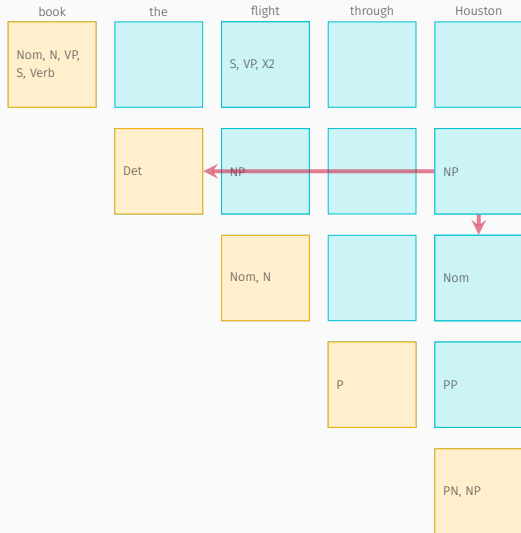 book the flight through Houston
Nom, N, VP,
S, Verb
S, VP, X2
Det
NP
NP
Nom, N
Nom
P
PP
PN, NP